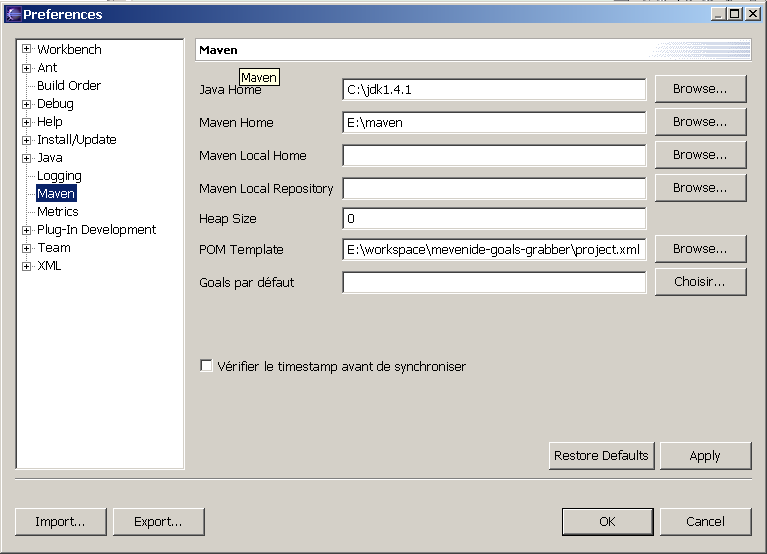 Preferences
Workbench
Ant
Build Order
Debug
Help
Install/Update
Java
Logging
Maven
Metrics
Plug-In Development
Team
XML
Maven
Maven
Java Home C:\jdk1.4.1 Browse...
Maven Home E:\maven Browse...
Maven Local Home Browse...
Maven Local Repository Browse...
Heap Size 0
POM Template E:\workspace\mevenide-goals-grabber\project.xml Browse...
Goals par défaut Choisir...
Vérifier le timestamp avant de synchroniser
Restore Defaults Apply
Import... Export... OK Cancel